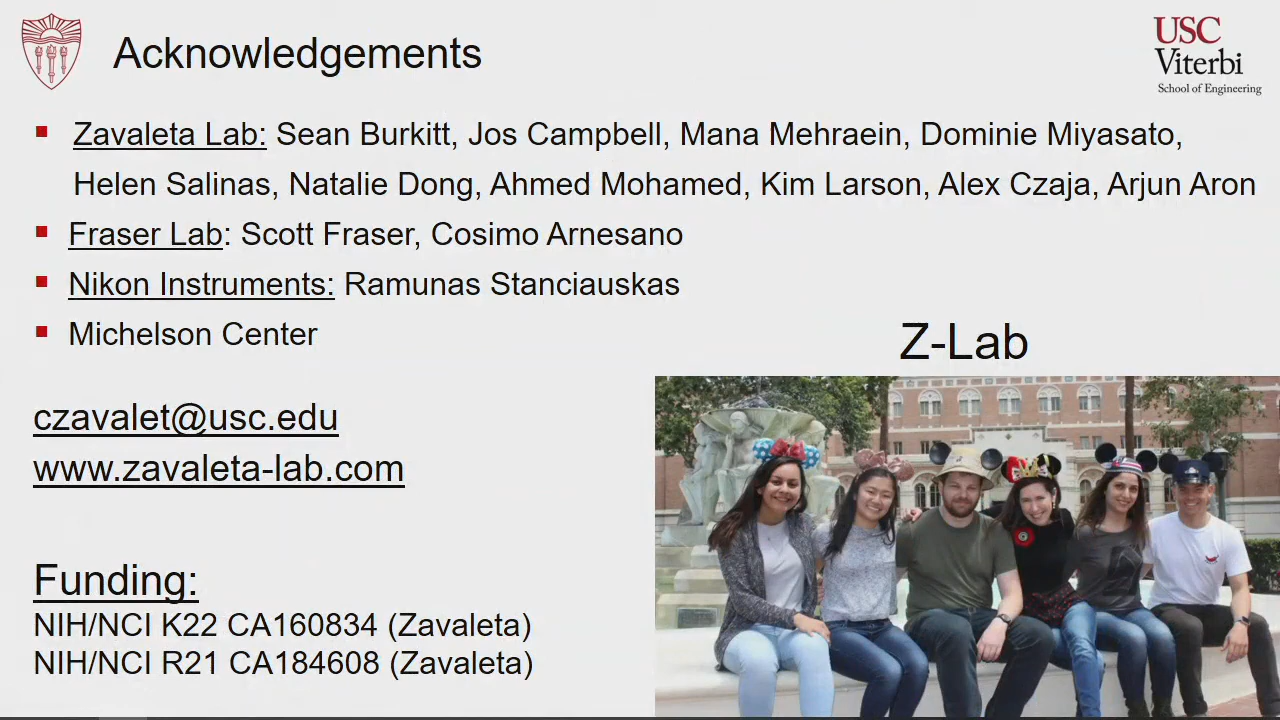 Acknowledgements
USC
Viterbi
School of Engineering
Zavaleta Lab: Sean Burkitt, Jos Campbell, Mana Mehraein, Dominie Miyasato,
Helen Salinas, Natalie Dong, Ahmed Mohamed, Kim Larson, Alex Czaja, Arjun Aron
Fraser Lab: Scott Fraser, Cosimo Arnesano
Nikon Instruments: Ramunas Stanciauskas
Michelson Center
Z-Lab
czavalet@usc.edu
www.zavaleta-lab.com
Funding:
NIH/NCI K22 CA160834 (Zavaleta)
NIH/NCI R21 CA184608 (Zavaleta)